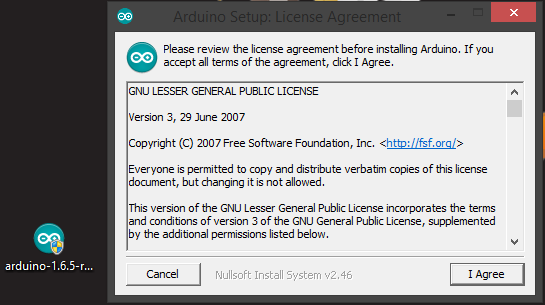 Arduino Setup: License Agreement
Please review the license agreement before installing Arduino. If you
accept all terms of the agreement, click I Agree.
GNU LESSER GENERAL PUBLIC LICENSE
Version 3, 29 June 2007
Copyright (C) 2007 Free Software Foundation, Inc. <http://fsf.org/>
Everyone is permitted to copy and distribute verbatim copies of this license
document, but changing it is not allowed.
This version of the GNU Lesser General Public License incorporates the terms
and conditions of version 3 of the GNU General Public License, supplemented
by the additional permissions listed below.
arduino-1.6.5-r...
Cancel
Nullsoft Install System v2.46
I Agree